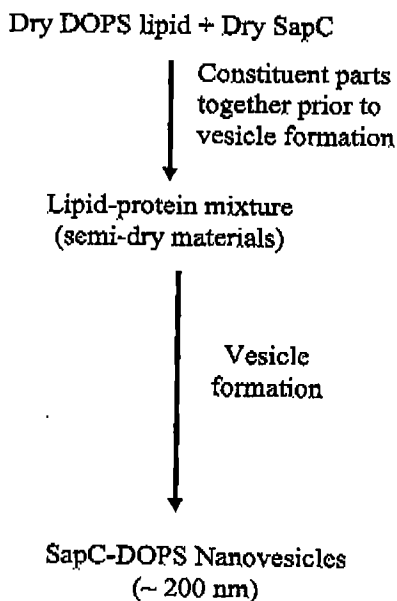 Dry DOPS lipid + Dry SapC
Constituent parts
together prior to
vesicle formation
Lipid-protein mixture
(semi-dry materials)
Vesicle
formation
SapC-DOPS Nanovesicles
(~ 200 nm)